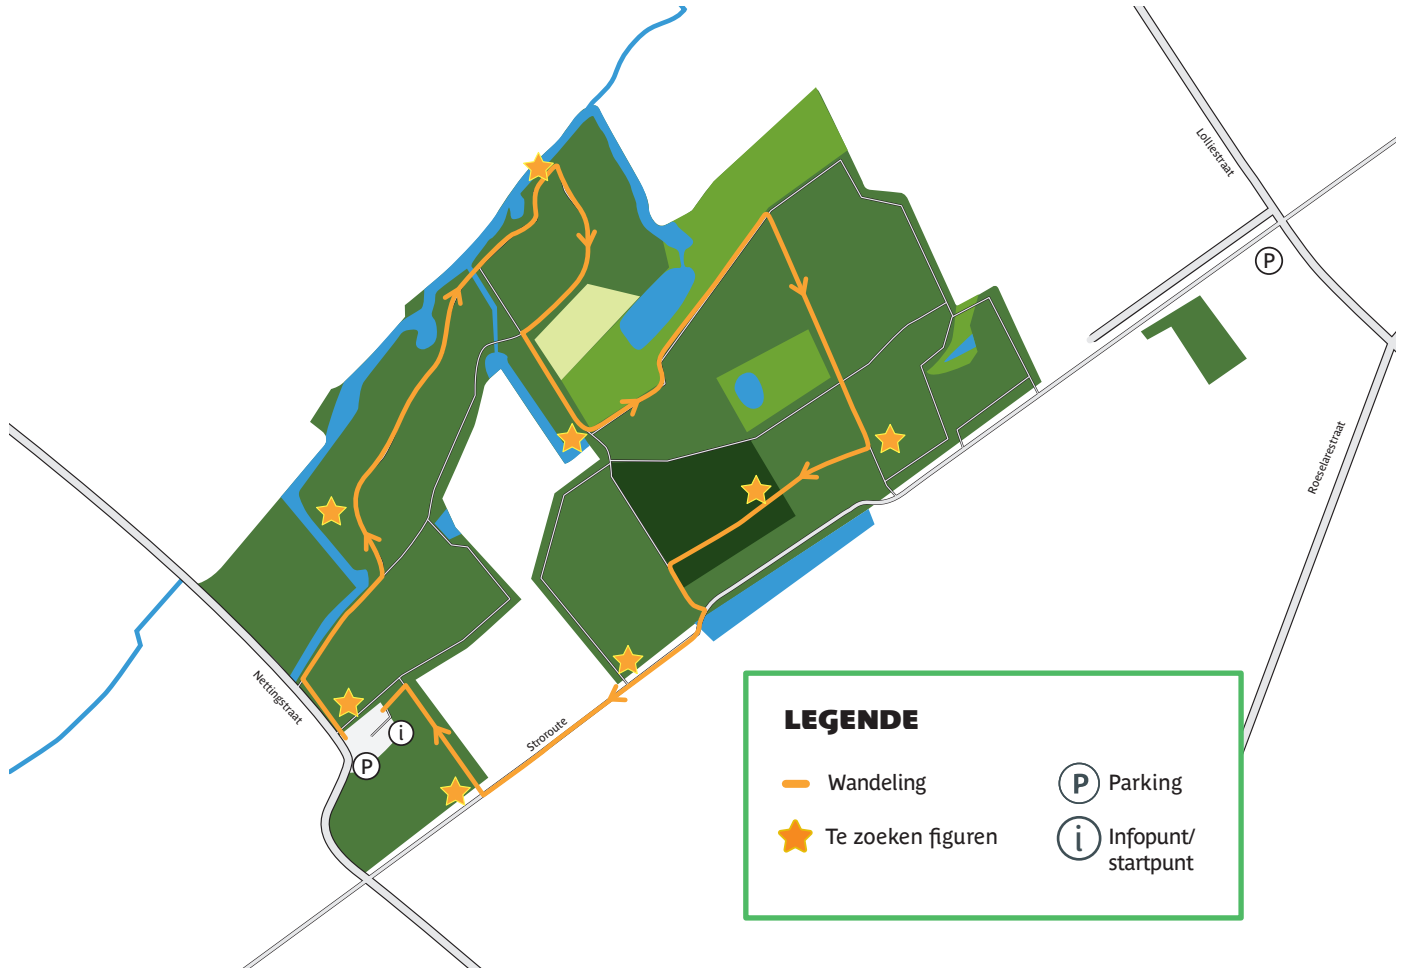 Lolliestraat
P
Roeselarestraat
Nettingstraat
i
P
Stroroute
LEGENDE
Wandeling
P Parking
Te zoeken figuren
i Infopunt/
startpunt